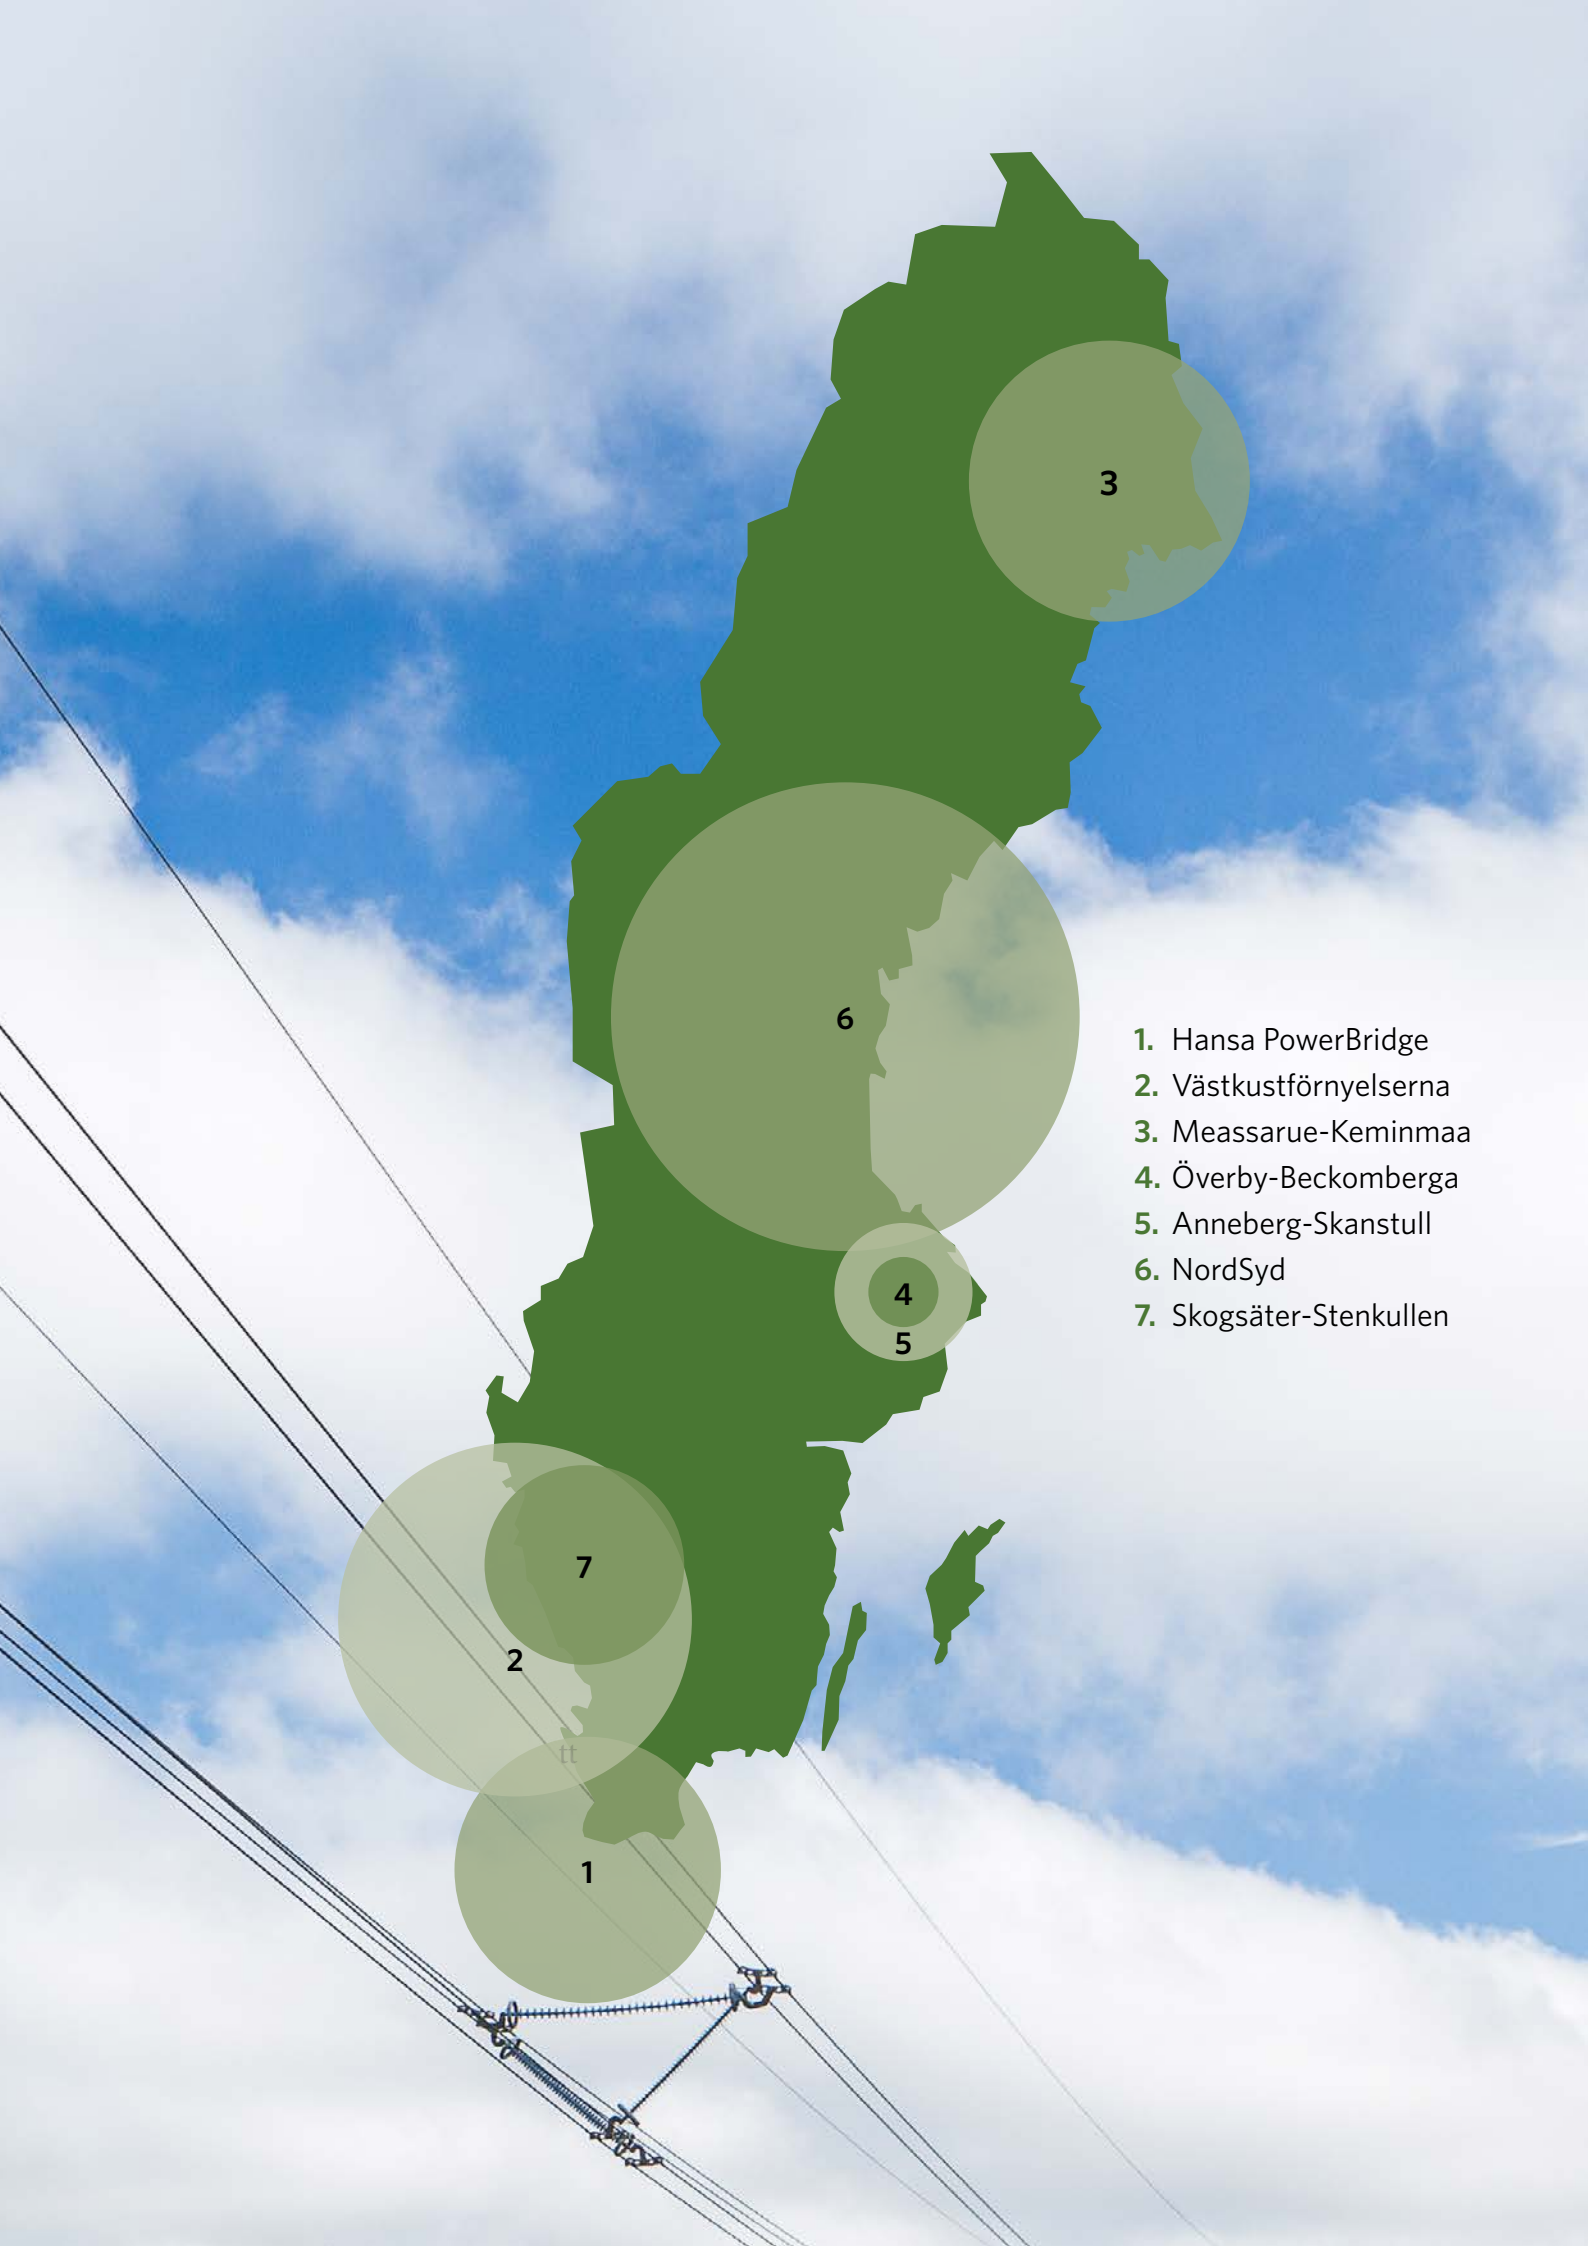 3
6
1. Hansa PowerBridge
2. Västkustförnyelserna
3. Meassarue-Keminmaa
4. Överby-Beckomberga
5. Anneberg-Skanstull
6. NordSyd
7. Skogsäter-Stenkullen
4
5
7
2
tt
1